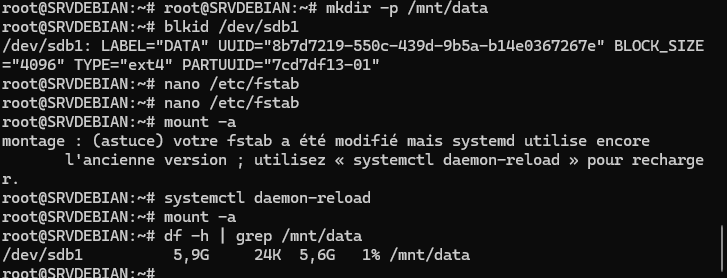 root@SRVDEBIAN:~# root@SRVDEBIAN:~# mkdir -p /mnt/data
root@SRVDEBIAN:~# blkid /dev/sdb1
/dev/sdb1: LABEL="DATA" UUID="8b7d7219-550c-439d-9b5a-b14e0367267e" BLOCK_SIZE
="4096" TYPE="ext4" PARTUUID="7cd7df13-01"
root@SRVDEBIAN:~# nano /etc/fstab
root@SRVDEBIAN:~# nano /etc/fstab
root@SRVDEBIAN:~# mount -a
montage : (astuce) votre fstab a été modifié mais systemd utilise encore
       l'ancienne version ; utilisez « systemctl daemon-reload » pour recharge
r.
root@SRVDEBIAN:~# systemctl daemon-reload
root@SRVDEBIAN:~# mount -a
root@SRVDEBIAN:~# df -h | grep /mnt/data
/dev/sdb1          5,9G     24K  5,6G   1% /mnt/data
root@SRVDEBIAN:~#